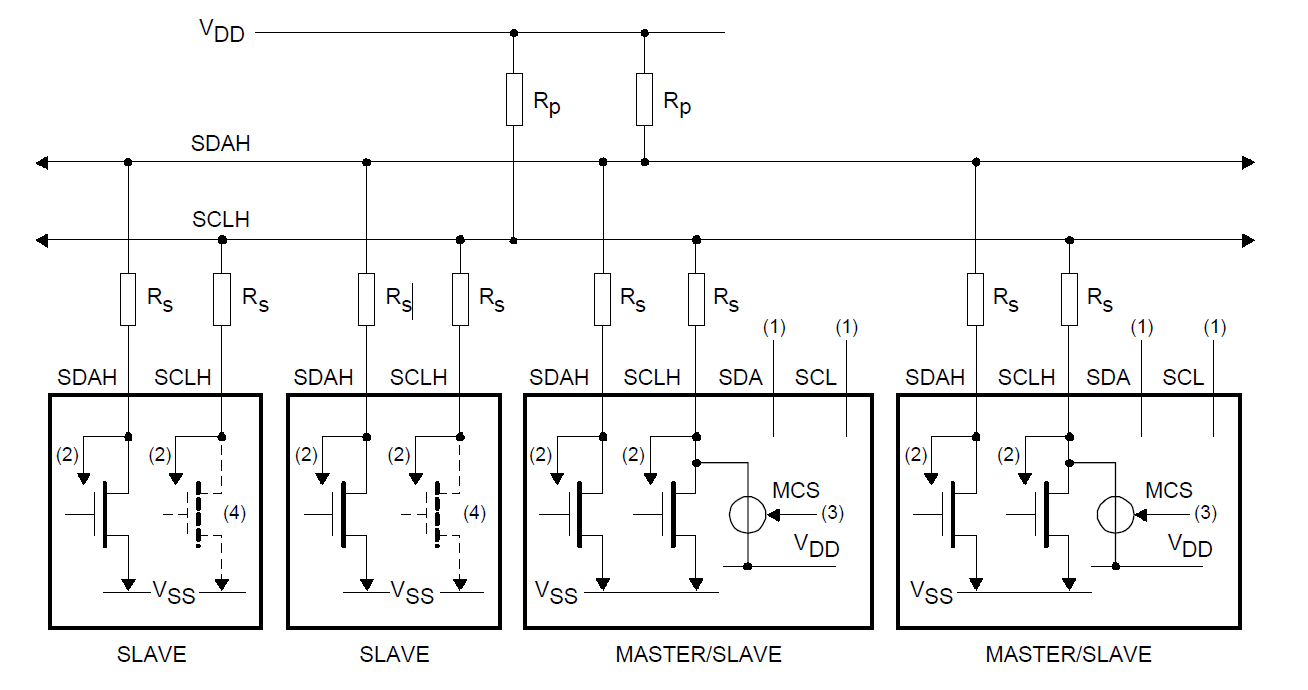 VDD
Rp Rp
SDAH
SCLH
Rs Rs Rs Rs Rs Rs Rs Rs
(1) (1) (1) (1)
SDAH SCLH SDAH SCLH SDAH SCLH SDA SCL SDAH SCLH SDA SCL
(2) (2) (2) (2) (2) (2) (2) (2)
MCS MCS
(4) (4) (3) (3)
VDD VDD
VSS VSS VSS VSS
SLAVE SLAVE MASTER/SLAVE MASTER/SLAVE